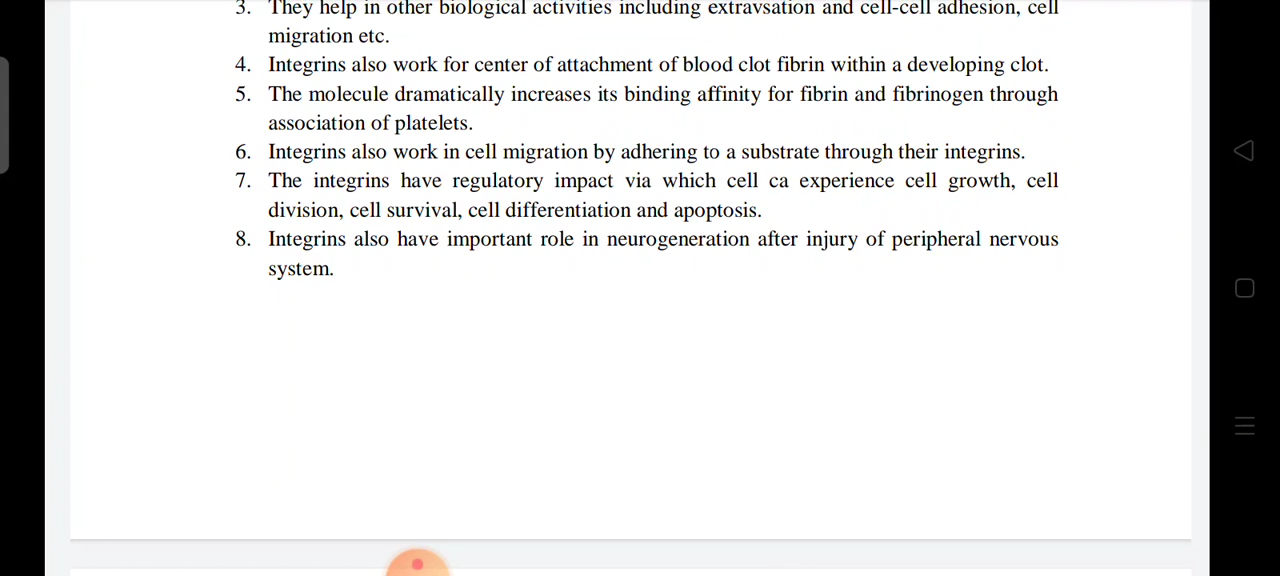 3. They help in other biological activities including extravsation and cell-cell adhesion, cell
migration etc.
4. Integrins also work for center of attachment of blood clot fibrin within a developing clot.
5. The molecule dramatically increases its binding affinity for fibrin and fibrinogen through
association of platelets.
6. Integrins also work in cell migration by adhering to a substrate through their integrins.
7. The integrins have regulatory impact via which cell ca experience cell growth, cell
division, cell survival, cell differentiation and apoptosis.
8. Integrins also have important role in neurogeneration after injury of peripheral nervous
system.